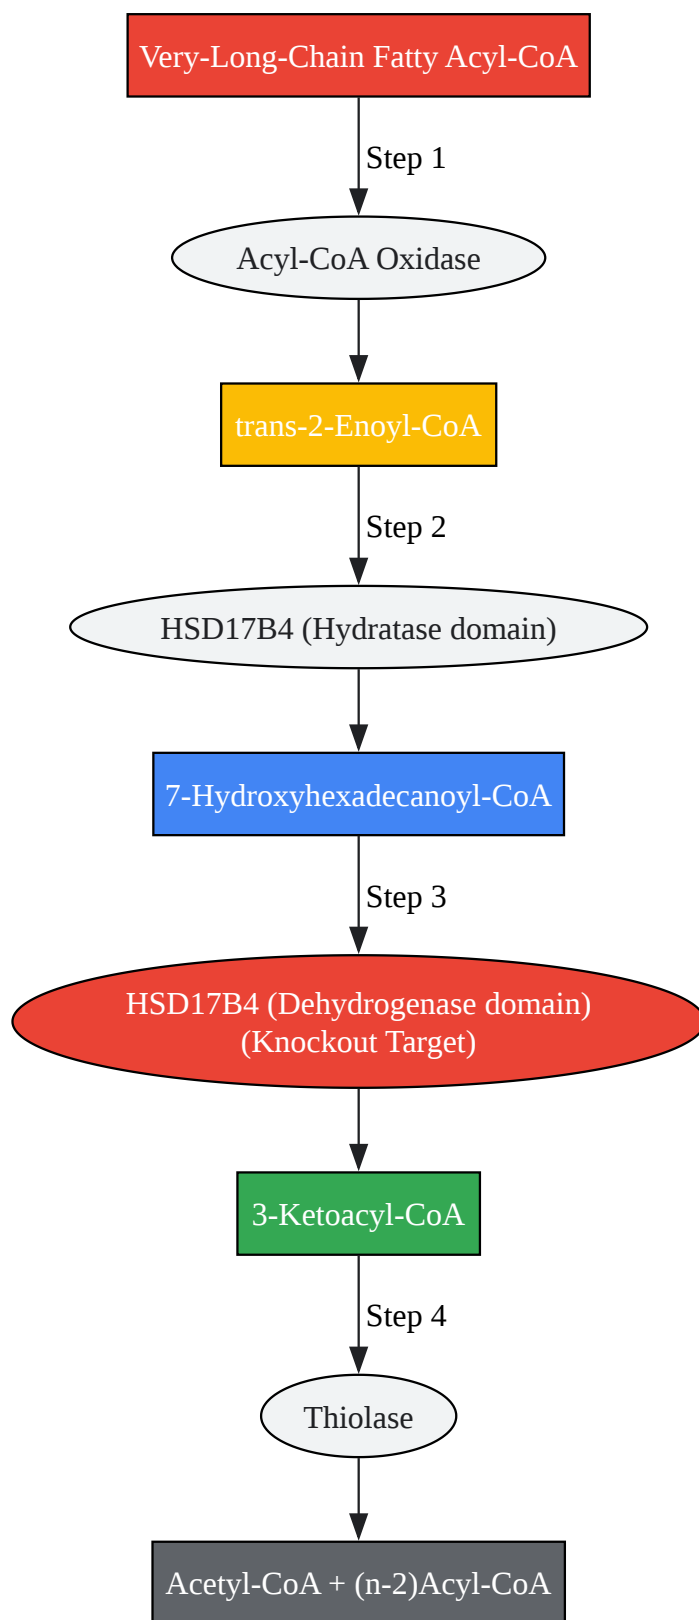 Very-Long-Chain Fatty Acyl-CoA
Step 1
Acyl-CoA Oxidase
trans-2-Enoyl-CoA
Step 2
HSD17B4 (Hydratase domain)
7-Hydroxyhexadecanoyl-CoA
Step 3
HSD17B4 (Dehydrogenase domain)
(Knockout Target)
3-Ketoacyl-CoA
Step 4
Thiolase
Acetyl-CoA + (n-2)Acyl-CoA